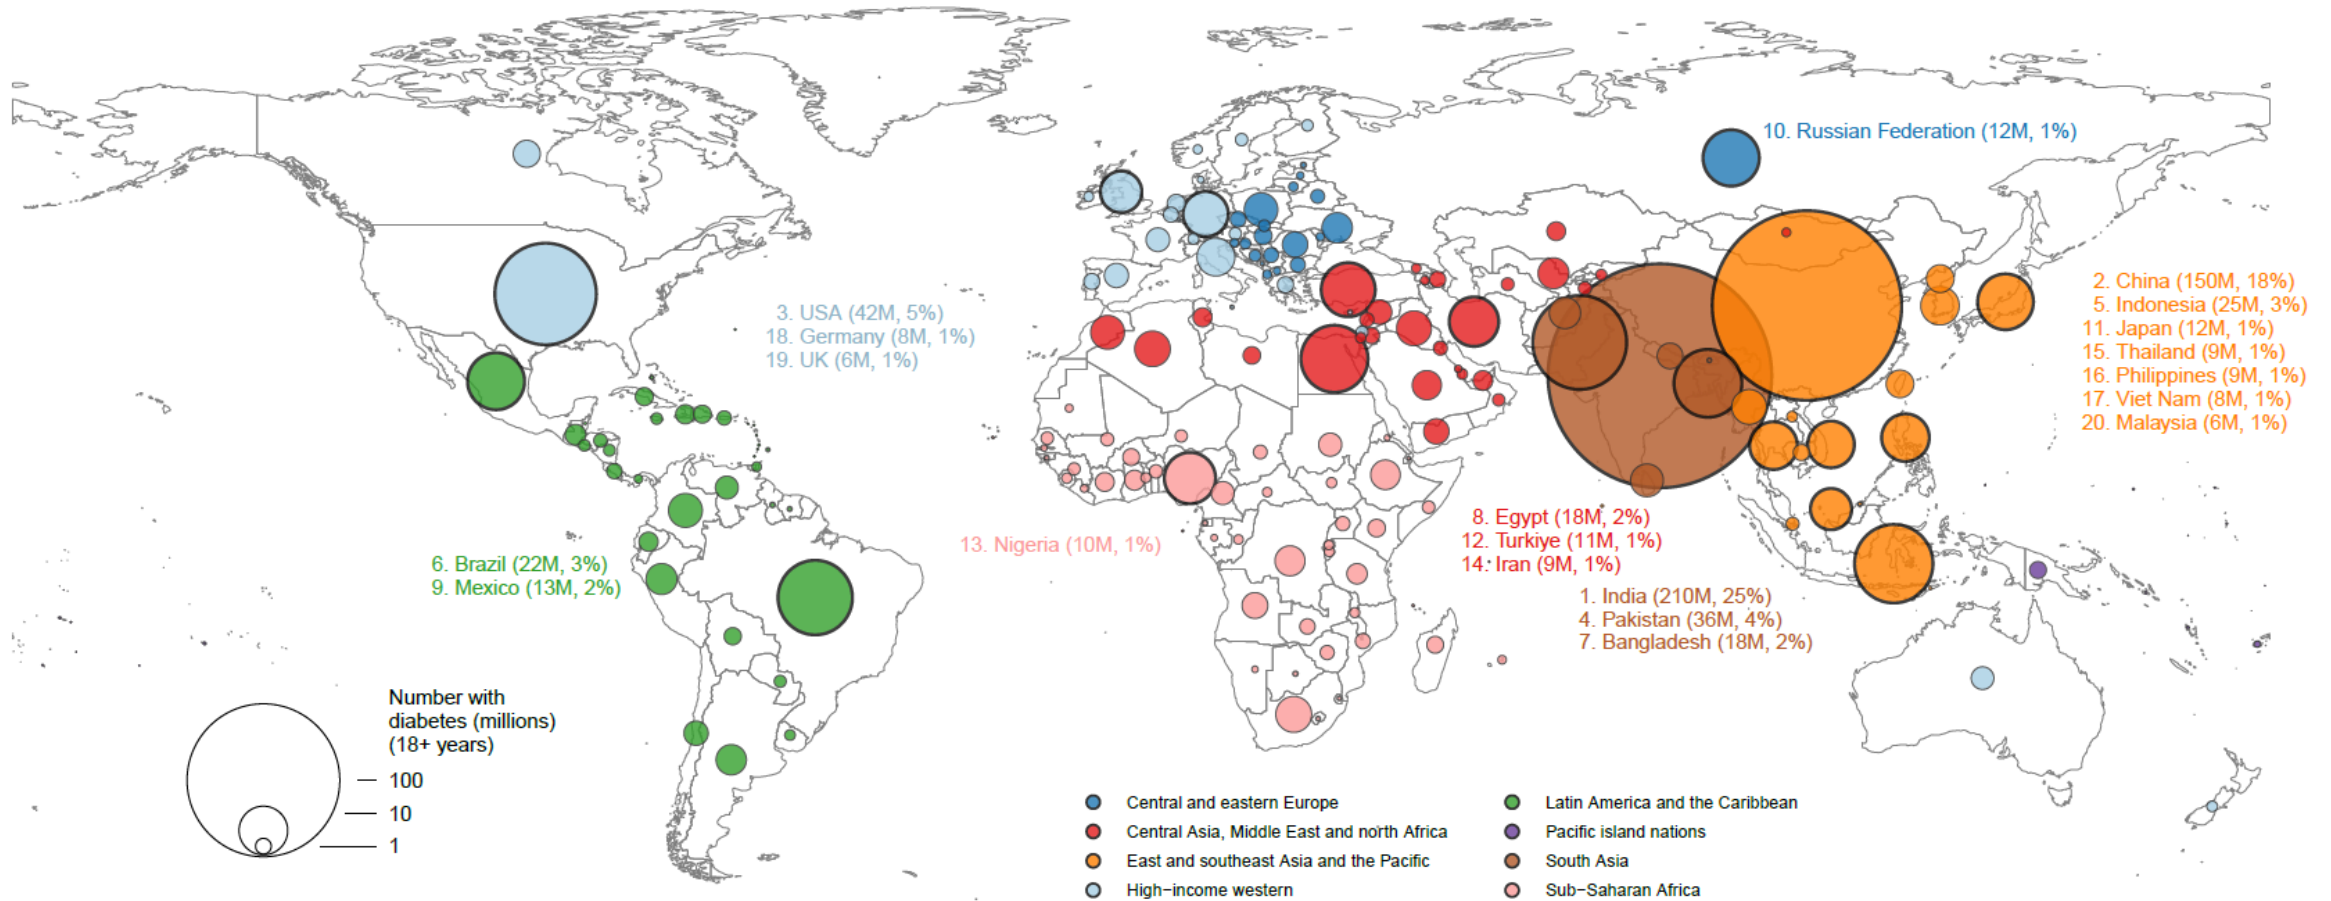 10. Russian Federation (12M, 1%)
2. China (150M, 18%)
5. Indonesia (25M, 3%)
11. Japan (12M, 1%)
15. Thailand (9M, 1%)
16. Philippines (9M, 1%)
17. Viet Nam (8M, 1%)
20. Malaysia (6M, 1%)
3. USA (42M, 5%)
18. Germany (8M, 1%)
19. UK (6M, 1%)
6. Brazil (22M, 3%)
9. Mexico (13M, 2%)
13. Nigeria (10M, 1%)
8. Egypt (18M, 2%)
12. Turkiye (11M, 1%)
14. Iran (9M, 1%)
1. India (210M, 25%)
4. Pakistan (36M, 4%)
7. Bangladesh (18M, 2%)
Number with
diabetes (millions)
(18+ years)
100
10
1
Central and eastern Europe
Central Asia, Middle East and north Africa
East and southeast Asia and the Pacific
High-income western
Latin America and the Caribbean
Pacific island nations
South Asia
Sub-Saharan Africa